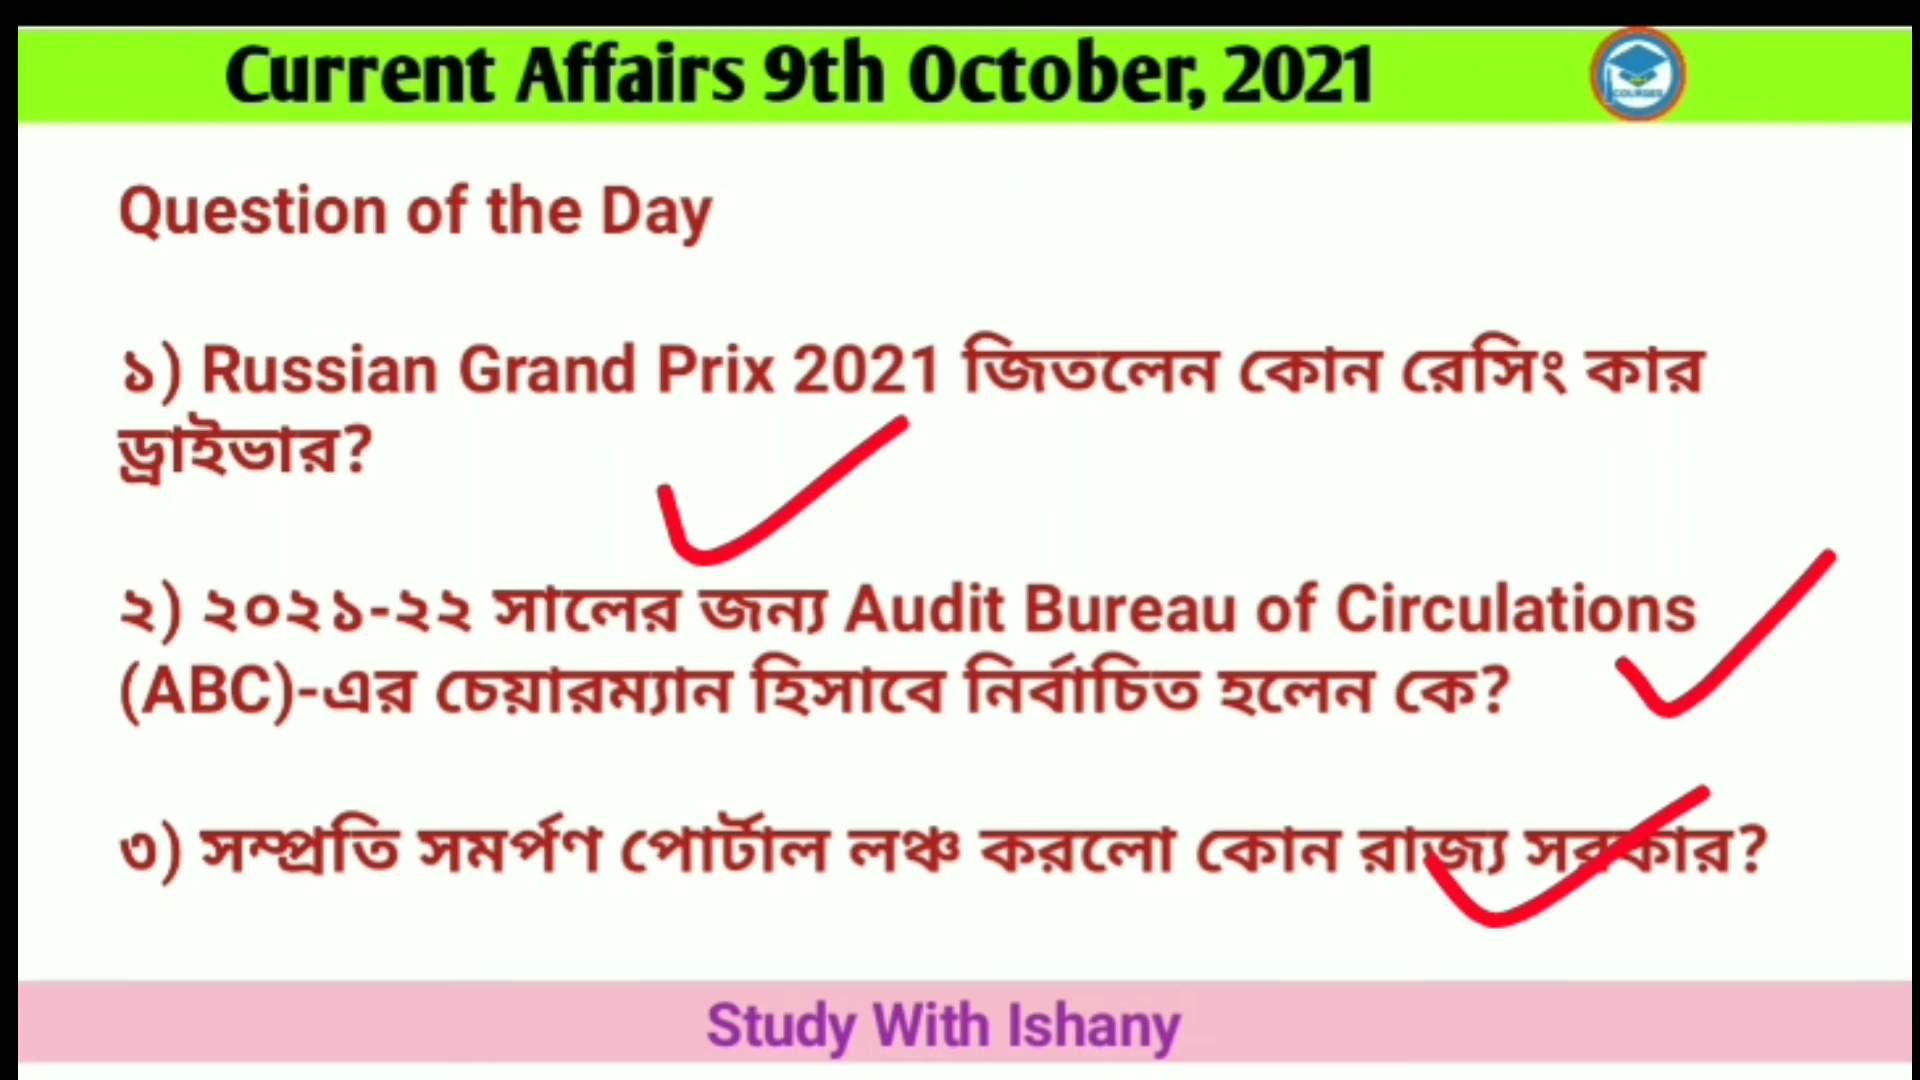 Current Affairs 9th October, 2021
COURSES
Question of the Day
১) Russian Grand Prix 2021 জিতলেন কোন রেসিং কার
ড্রাইভার?
২) ২০২১-২২ সালের জন্য Audit Bureau of Circulations
(ABC)-এর চেয়ারম্যান হিসাবে নির্বাচিত হলেন কে?
৩) সম্প্রতি সমর্পণ পোর্টাল লঞ্চ করলো কোন রাজ্য সরকার?
Study With Ishany